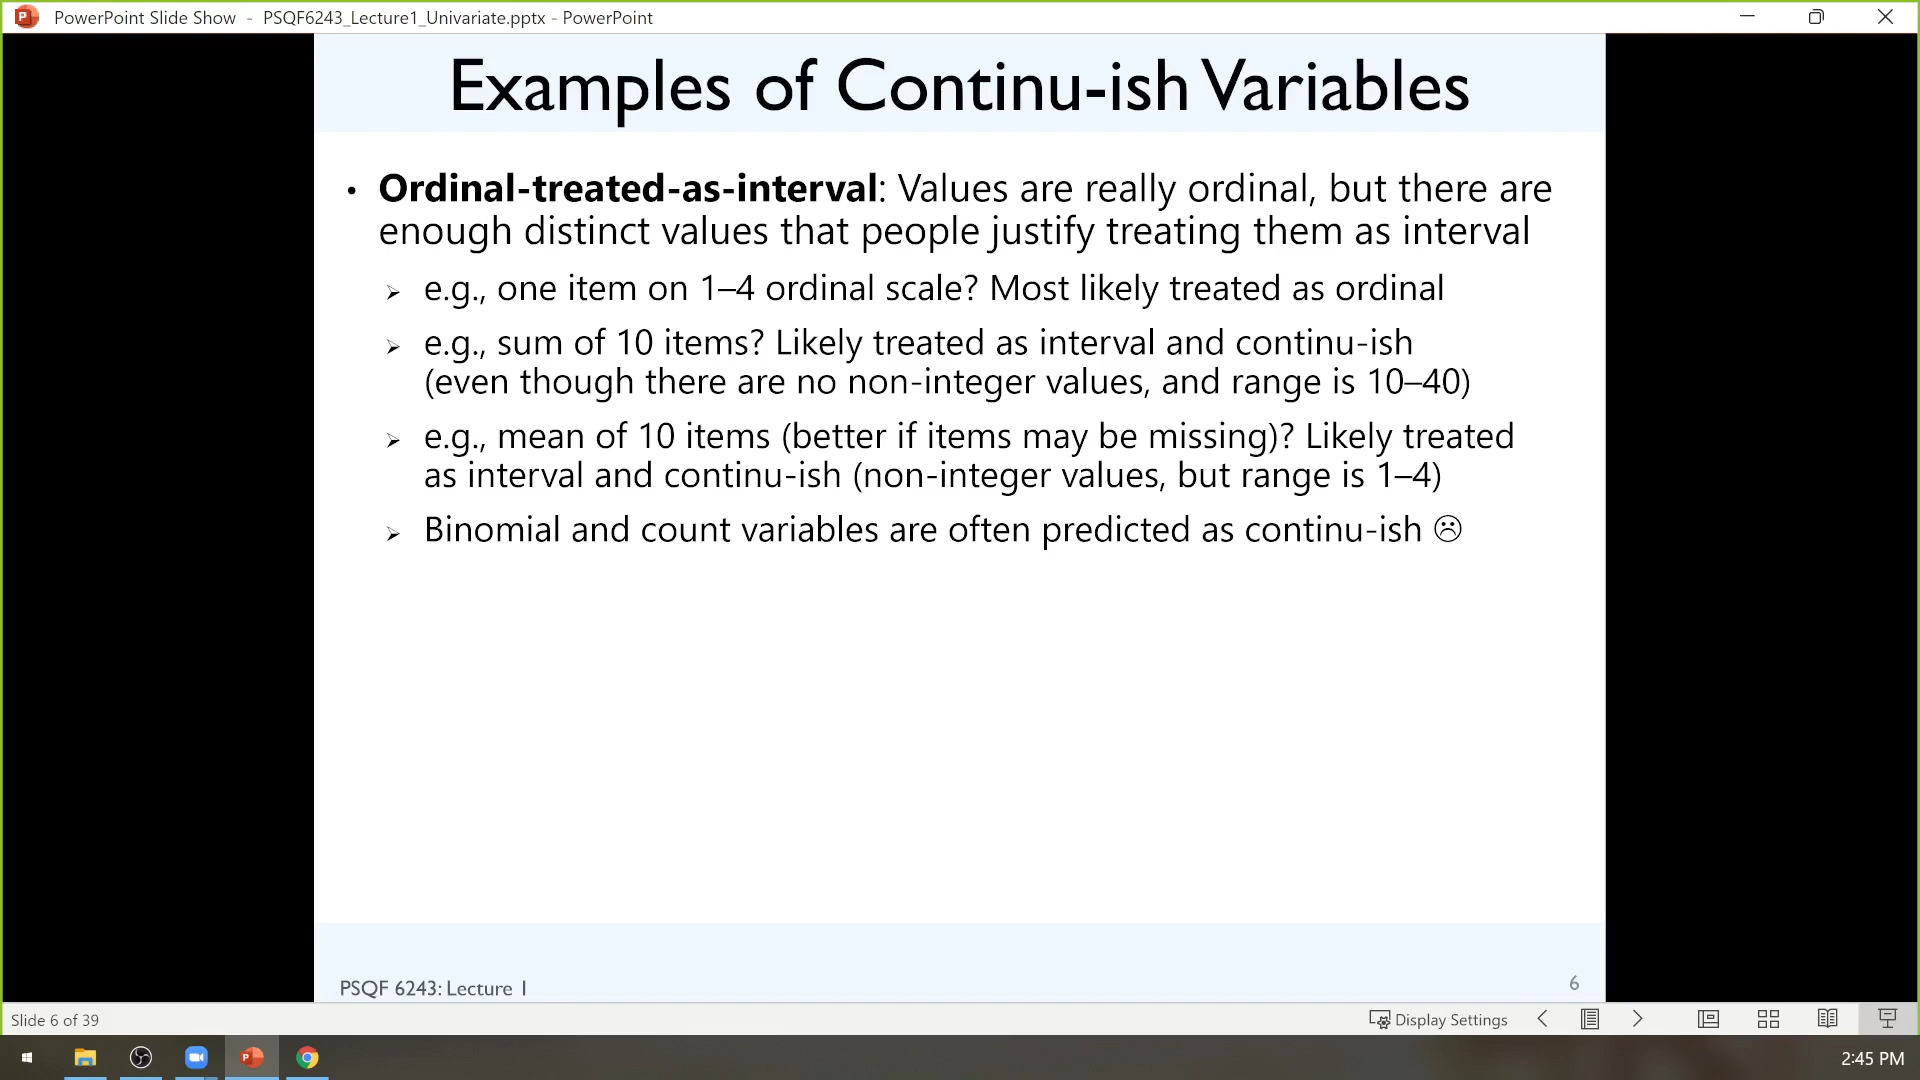 PowerPoint Slide Show - PSQF6243_Lecture1_Univariate.pptx - PowerPoint
Examples of Continu-ish Variables
• Ordinal-treated-as-interval: Values are really ordinal, but there are
enough distinct values that people justify treating them as interval
➢ e.g., one item on 1–4 ordinal scale? Most likely treated as ordinal
➢ e.g., sum of 10 items? Likely treated as interval and continu-ish
(even though there are no non-integer values, and range is 10–40)
➢ e.g., mean of 10 items (better if items may be missing)? Likely treated
as interval and continu-ish (non-integer values, but range is 1–4)
➢ Binomial and count variables are often predicted as continu-ish ☹
PSQF 6243: Lecture 1
6
Slide 6 of 39
Display Settings
2:45 PM